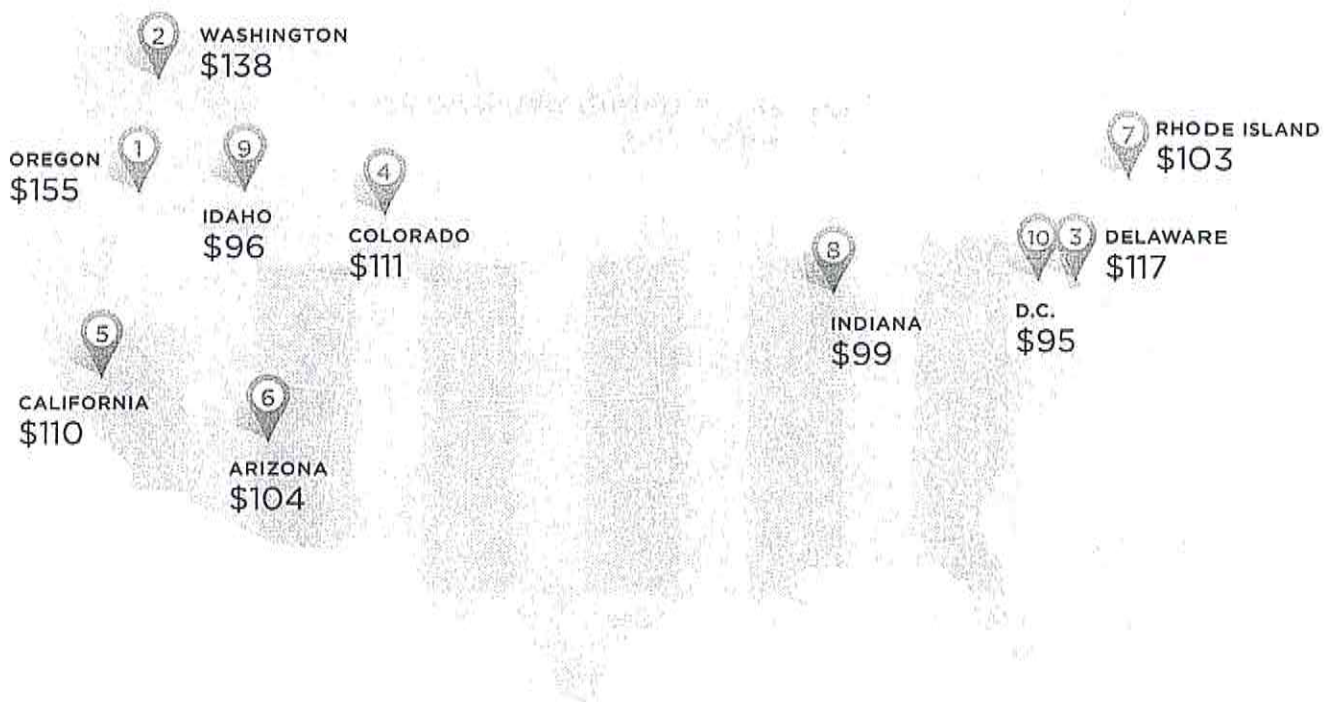 2
WASHINGTON
$138
1
OREGON
$155
9
IDAHO
$96
4
COLORADO
$111
7
RHODE ISLAND
$103
8
INDIANA
$99
10
D.C.
$95
3
DELAWARE
$117
5
CALIFORNIA
$110
6
ARIZONA
$104